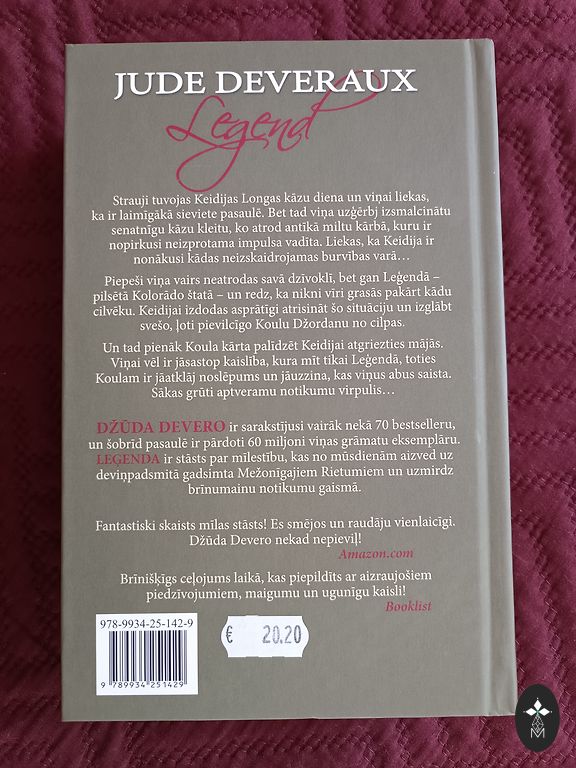 JUDE DEVERAUX
Legend
Strauji tuvojas Keidijas Longas kāzu diena un viņai liekas,
ka ir laimīgākā sieviete pasaulē. Bet tad viņa uzģērbj izsmalcinātu
senatnīgu kāzu kleitu, ko atrod antīkā miltu kārbā, kuru ir
nopirkusi neizprotama impulsa vadīta. Liekas, ka Keidija ir
nonākusi kādas neizskaidrojamas burvības varā...
Piepeši viņa vairs neatrodas savā dzīvoklī, bet gan Leģendā –
pilsētā Kolorādo štatā – un redz, ka nikni vīri grasās pakārt kādu
cilvēku. Keidijai izdodas asprātīgi atrisināt šo situāciju un izglābt
svešo, ļoti pievilcīgo Koulu Džordanu no cilpas.
Un tad pienāk Koula kārta palīdzēt Keidijai atgriezties mājās.
Viņai vēl ir jāsastop kaislība, kura mīt tikai Leģendā, toties
Koulam ir jāatklāj noslēpums un jāuzzina, kas viņus abus saista.
Sākas grūti aptveramu notikumu virpulis...
DŽŪDA DEVERO ir sarakstījusi vairāk nekā 70 bestselleru,
un šobrīd pasaulē ir pārdoti 60 miljoni viņas grāmatu eksemplāru.
LEĢENDA ir stāsts par mīlestību, kas no mūsdienām aizved uz
deviņpadsmitā gadsimta Mežonīgajiem Rietumiem un uzmirdz
brīnumainu notikumu gaismā.
Fantastiski skaists mīlas stāsts! Es smējos un raudāju vienlaicīgi.
Džūda Devero nekad nepieviļ!
Amazon.com
Brīnišķīgs ceļojums laikā, kas piepildīts ar aizraujošiem
piedzīvojumiem, maigumu un ugunīgu kaisli!
Booklist
978-9934-25-142-9
€ 20.20
9 789934 251429
M